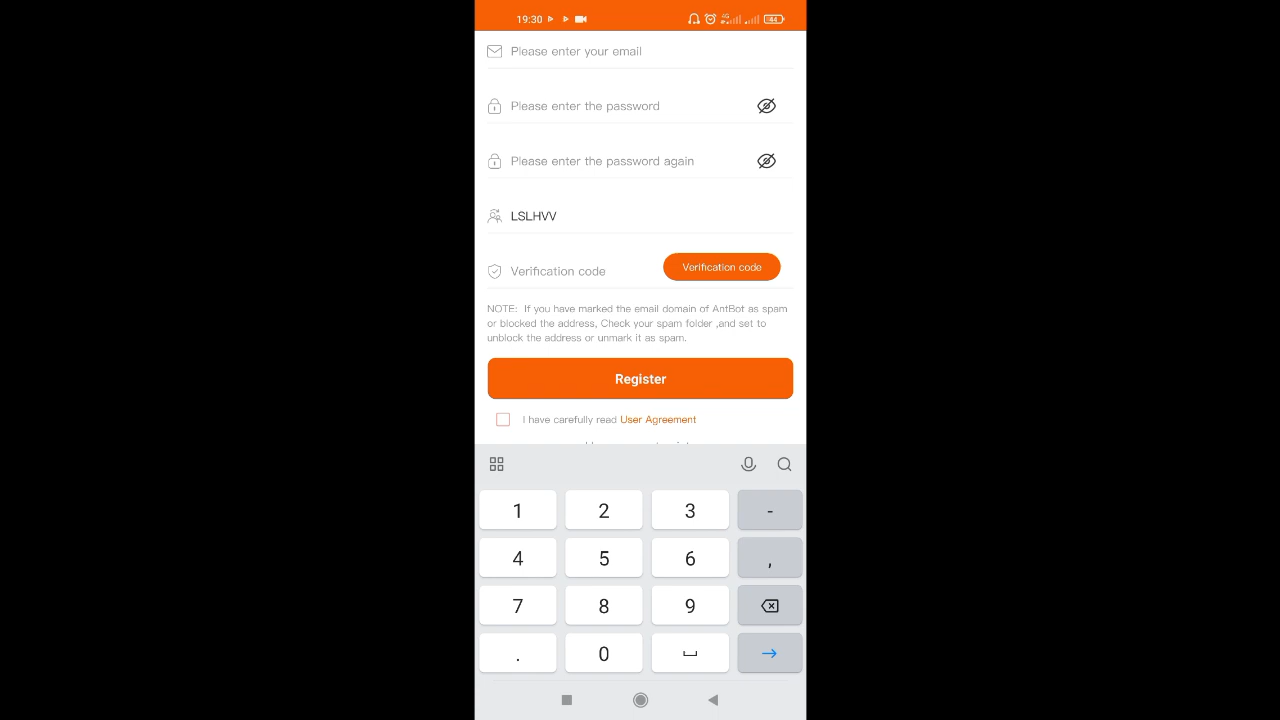 19:30
4G
44
Please enter your email
Please enter the password
Please enter the password again
LSLHVV
Verification code
Verification code
NOTE: If you have marked the email domain of AntBot as spam
or blocked the address, Check your spam folder ,and set to
unblock the address or unmark it as spam.
Register
I have carefully read User Agreement
1 2 3 -
4 5 6 ,
7 8 9
. 0